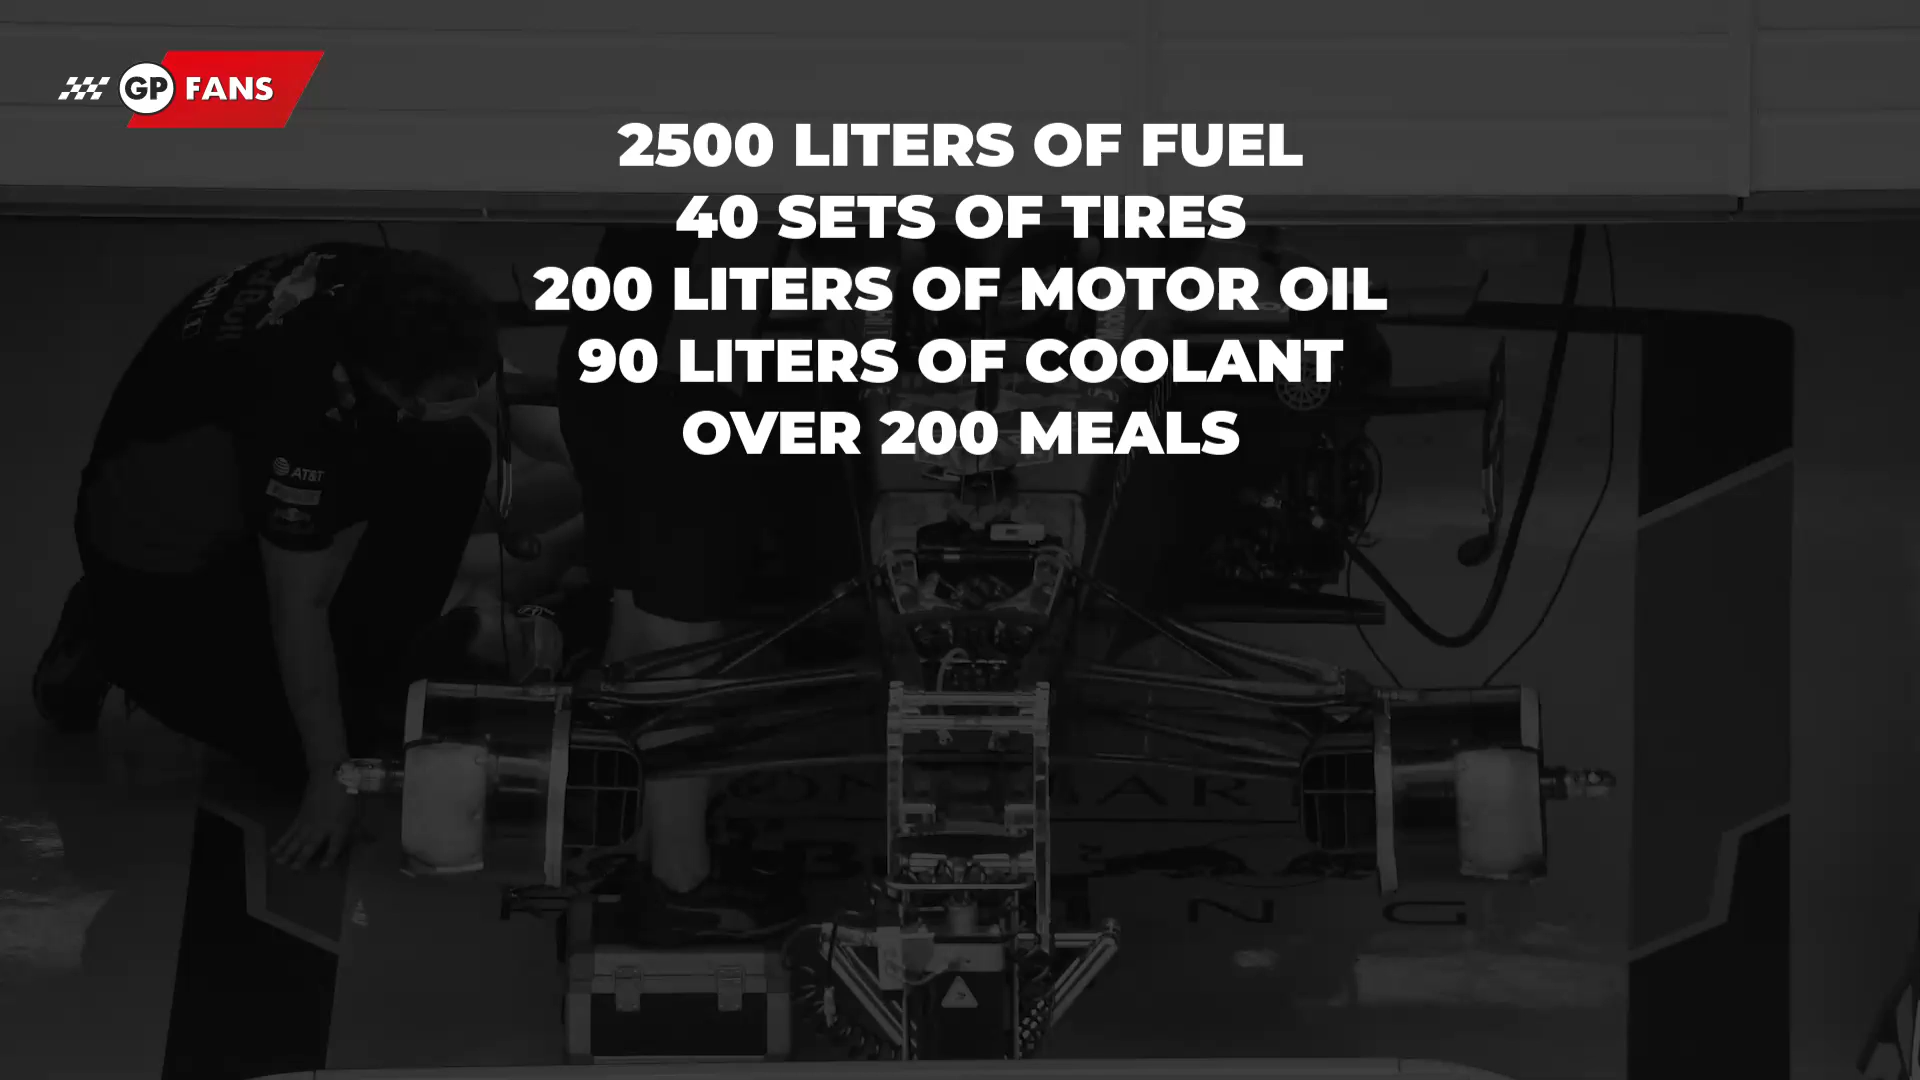 GP FANS
2500 LITERS OF FUEL
40 SETS OF TIRES
200 LITERS OF MOTOR OIL
90 LITERS OF COOLANT
OVER 200 MEALS
AT&T
N G